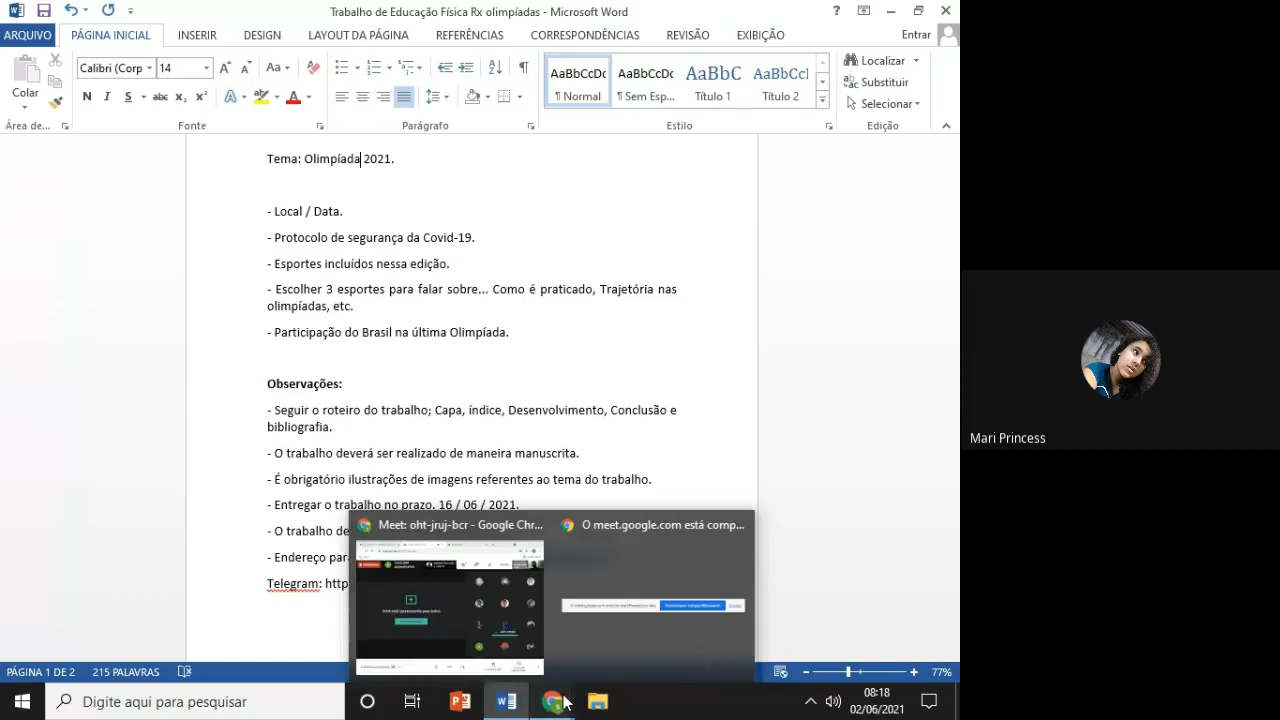 Trabalho de Educação Física Rx olimpíadas - Microsoft Word
?
ARQUIVO PÁGINA INICIAL INSERIR DESIGN LAYOUT DA PÁGINA REFERÊNCIAS CORRESPONDÊNCIAS REVISÃO EXIBIÇÃO Entrar
Colar
Calibri (Corp 14
Aa
N I S abc x₂ x² A ab A
AaBbCcDc AaBbCcDc AaBbC AaBbCcI
¶ Normal ¶ Sem Esp... Título 1 Título 2
Localizar
Substituir
Selecionar
Área de... Fonte Parágrafo Estilo Edição
Tema: Olimpíada 2021.
- Local / Data.
- Protocolo de segurança da Covid-19.
- Esportes incluídos nessa edição.
- Escolher 3 esportes para falar sobre... Como é praticado, Trajetória nas
olimpíadas, etc.
- Participação do Brasil na última Olimpíada.
Observações:
- Seguir o roteiro do trabalho; Capa, índice, Desenvolvimento, Conclusão e
bibliografia.
- O trabalho deverá ser realizado de maneira manuscrita.
- É obrigatório ilustrações de imagens referentes ao tema do trabalho.
- Entregar o trabalho no prazo. 16 / 06 / 2021.
- O trabalho de
- Endereço para
Telegram: http
Meet: oht-jruj-bcr - Google Chr...
O meet.google.com está comp...
Mari Princess
PÁGINA 1 DE 2 215 PALAVRAS 77%
Digite aqui para pesquisar
08:18
02/06/2021